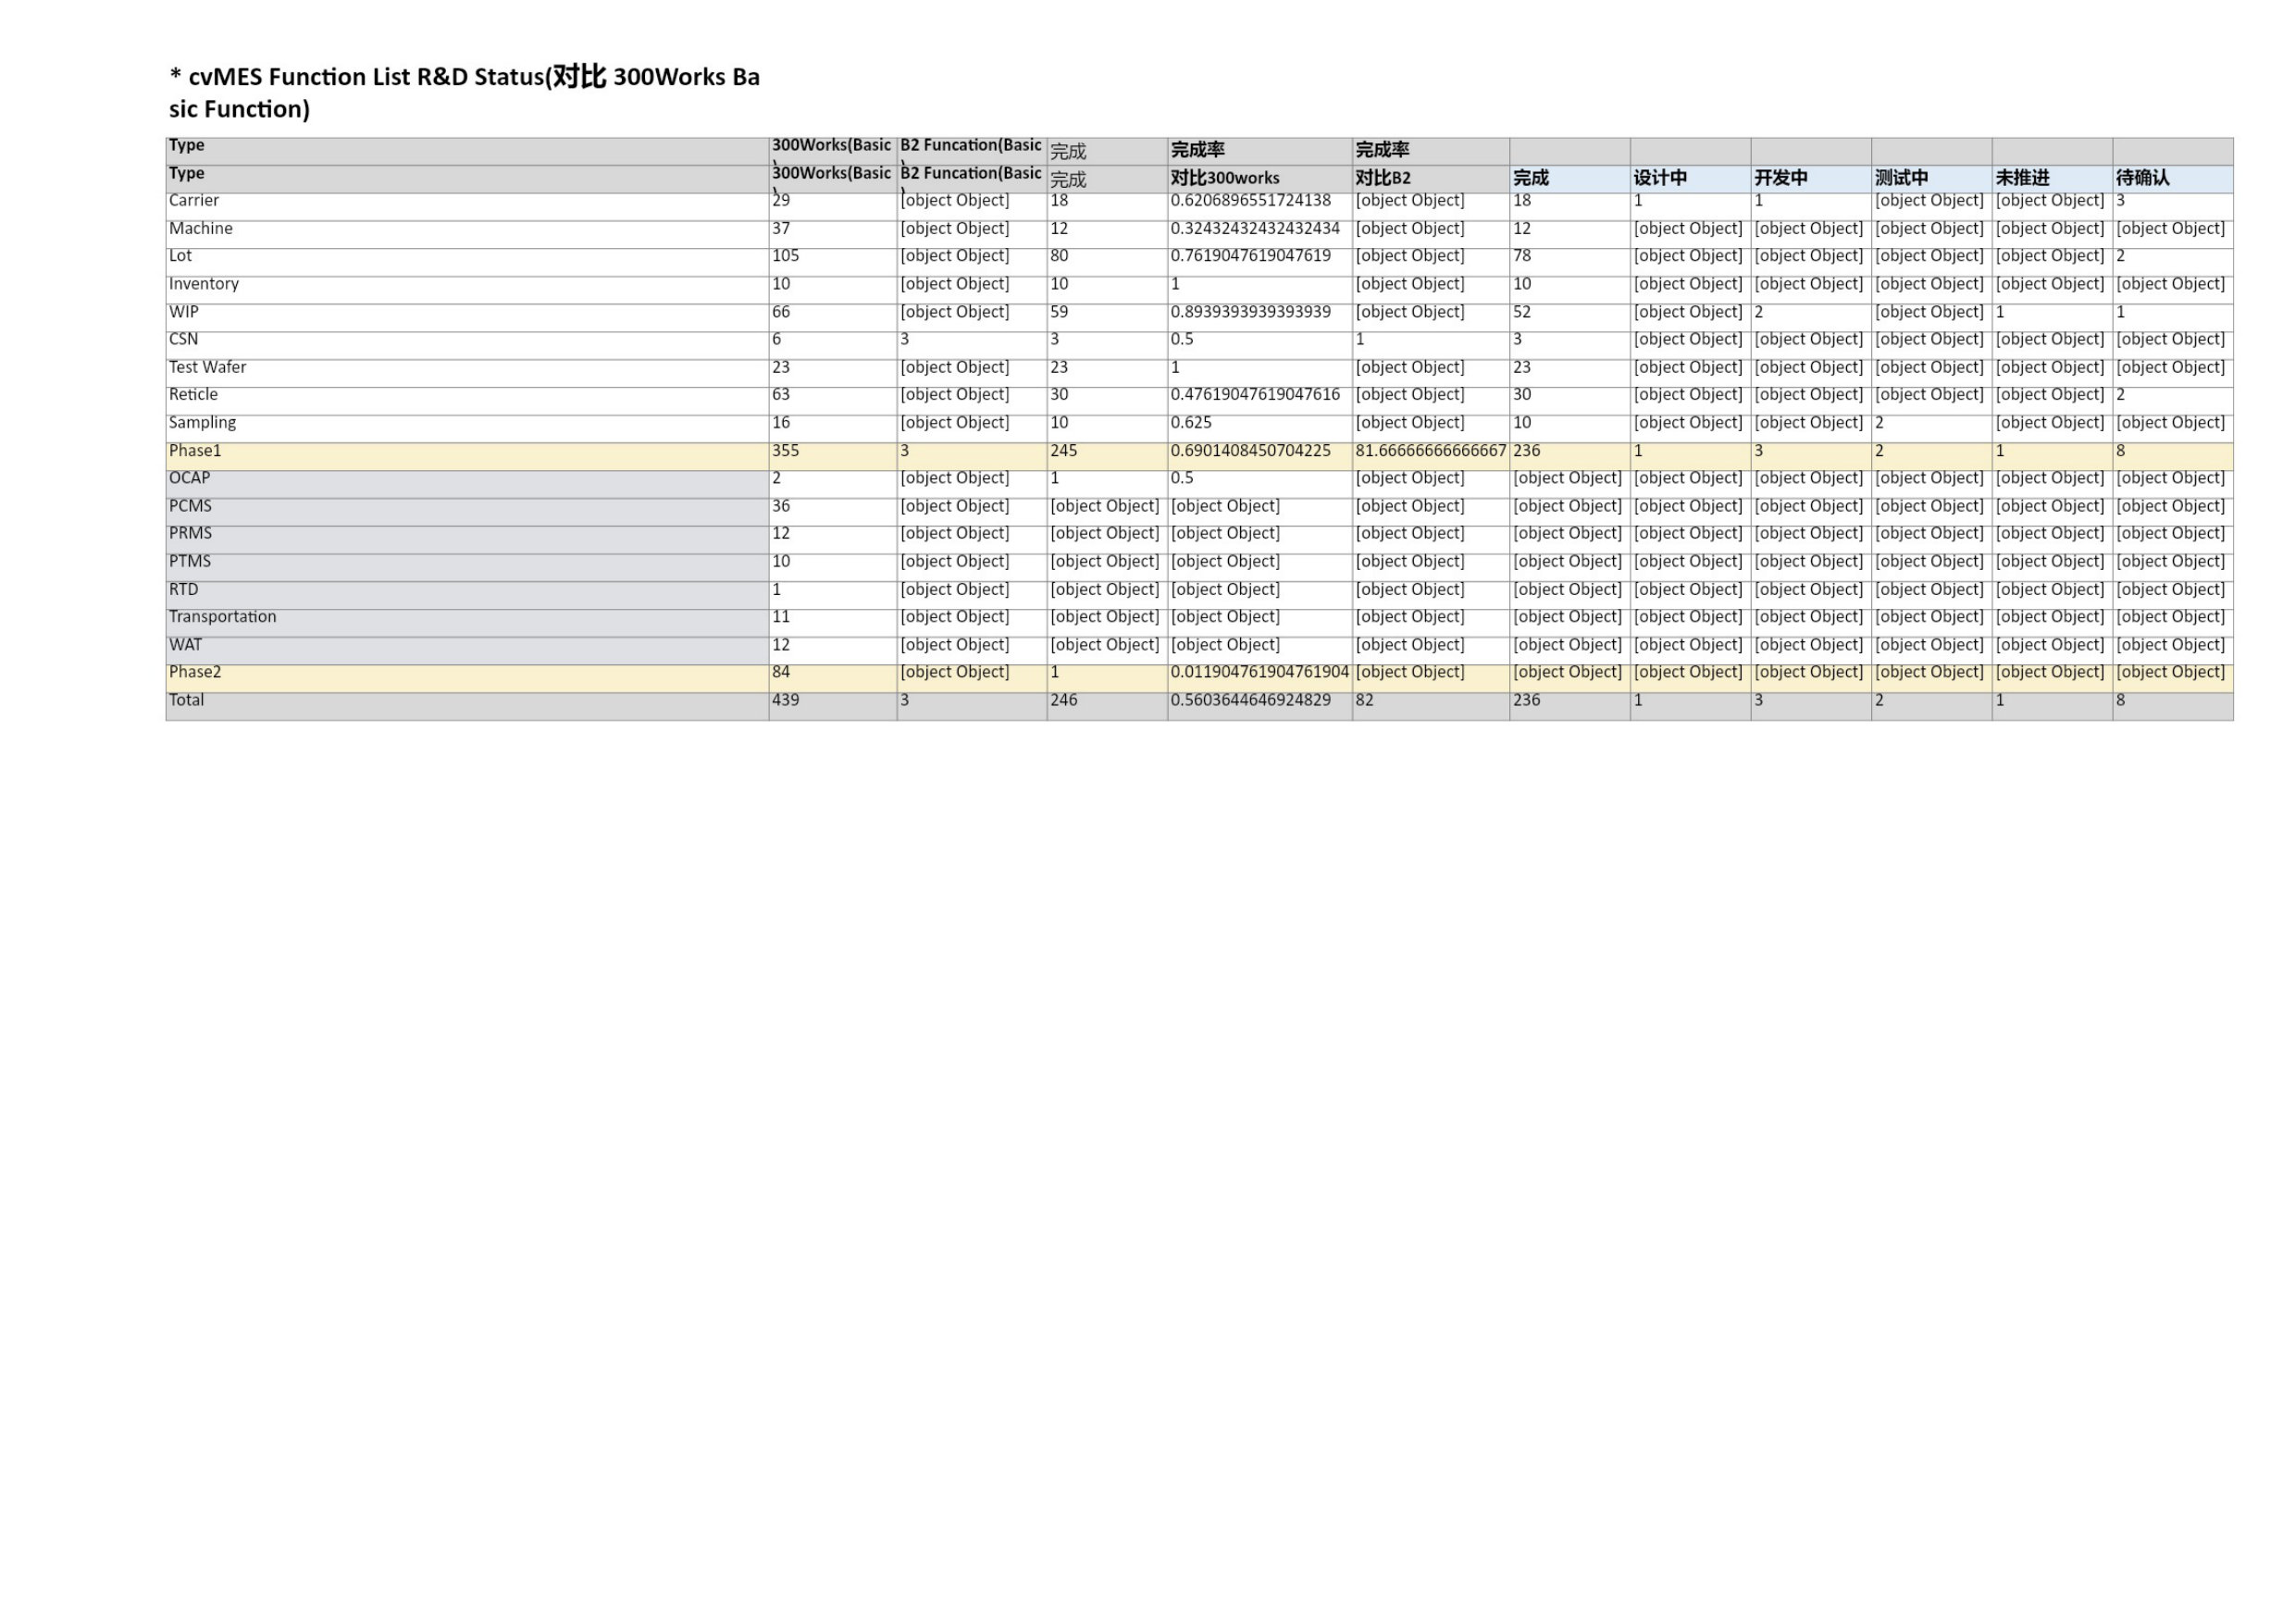 * cvMES Function List R&D Status(对比 300Works Ba
sic Function)
Type 300Works(Basic B2 Funcation(Basic 完成 完成率 完成率
Type 300Works(Basic B2 Funcation(Basic 完成 对比300works 对比B2 完成 设计中 开发中 测试中 未推进 待确认
Carrier 29 [object Object] 18 0.6206896551724138 [object Object] 18 1 1 [object Object] [object Object] 3
Machine 37 [object Object] 12 0.32432432432432434 [object Object] 12 [object Object] [object Object] [object Object] [object Object] [object Object]
Lot 105 [object Object] 80 0.7619047619047619 [object Object] 78 [object Object] [object Object] [object Object] [object Object] 2
Inventory 10 [object Object] 10 1 [object Object] 10 [object Object] [object Object] [object Object] [object Object] [object Object]
WIP 66 [object Object] 59 0.8939393939393939 [object Object] 52 [object Object] 2 [object Object] 1 1
CSN 6 3 3 0.5 1 3 [object Object] [object Object] [object Object] [object Object] [object Object]
Test Wafer 23 [object Object] 23 1 [object Object] 23 [object Object] [object Object] [object Object] [object Object] [object Object]
Reticle 63 [object Object] 30 0.47619047619047616 [object Object] 30 [object Object] [object Object] [object Object] [object Object] 2
Sampling 16 [object Object] 10 0.625 [object Object] 10 [object Object] [object Object] 2 [object Object] [object Object]
Phase1 355 3 245 0.6901408450704225 81.66666666666667 236 1 3 2 1 8
OCAP 2 [object Object] 1 0.5 [object Object] [object Object] [object Object] [object Object] [object Object] [object Object] [object Object]
PCMS 36 [object Object] [object Object] [object Object] [object Object] [object Object] [object Object] [object Object] [object Object] [object Object] [object Object]
PRMS 12 [object Object] [object Object] [object Object] [object Object] [object Object] [object Object] [object Object] [object Object] [object Object] [object Object]
PTMS 10 [object Object] [object Object] [object Object] [object Object] [object Object] [object Object] [object Object] [object Object] [object Object] [object Object]
RTD 1 [object Object] [object Object] [object Object] [object Object] [object Object] [object Object] [object Object] [object Object] [object Object] [object Object]
Transportation 11 [object Object] [object Object] [object Object] [object Object] [object Object] [object Object] [object Object] [object Object] [object Object] [object Object]
WAT 12 [object Object] [object Object] [object Object] [object Object] [object Object] [object Object] [object Object] [object Object] [object Object] [object Object]
Phase2 84 [object Object] 1 0.011904761904761904 [object Object] [object Object] [object Object] [object Object] [object Object] [object Object] [object Object]
Total 439 3 246 0.5603644646924829 82 236 1 3 2 1 8